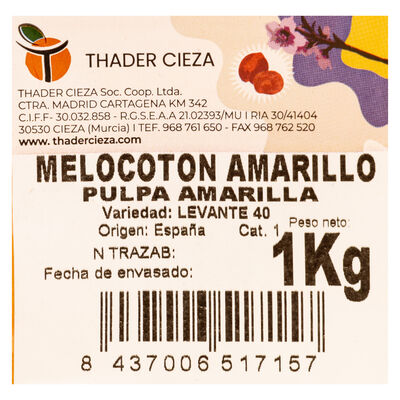 THADER CIEZA
THADER CIEZA Soc. Coop. Ltda.
CTRA. MADRID CARTAGENA KM 342
C.I.F.F- 30.032.858 - R.G.S.E.A.A 21.02393/MU I RIA 30/41404
30530 CIEZA (Murcia) I TEF. 968 761 650 - FAX 968 762 520
www.thadercieza.com
MELOCOTON AMARILLO
PULPA AMARILLA
Variedad: LEVANTE 40
Origen: España Cat. 1 Peso neto:
N TRAZAB: 1Kg
Fecha de envasado:
8 437006 517157